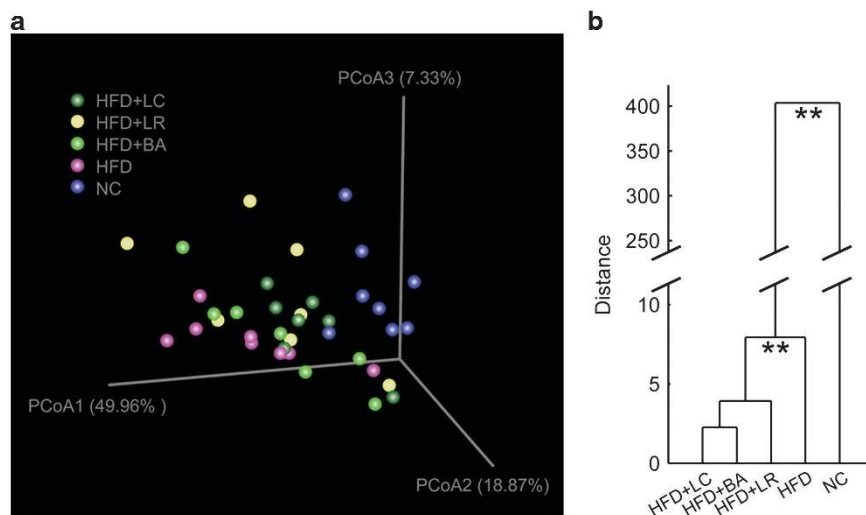 a
PCoA3 (7.33%)
HFD+LC
HFD+LR
HFD+BA
HFD
NC
PCoA1 (49.96% )
PCoA2 (18.87%)
b
Distance
400
350
300
250
10
5
0
**
**
HFD+LC
HFD+BA
HFD+LR
HFD
NC